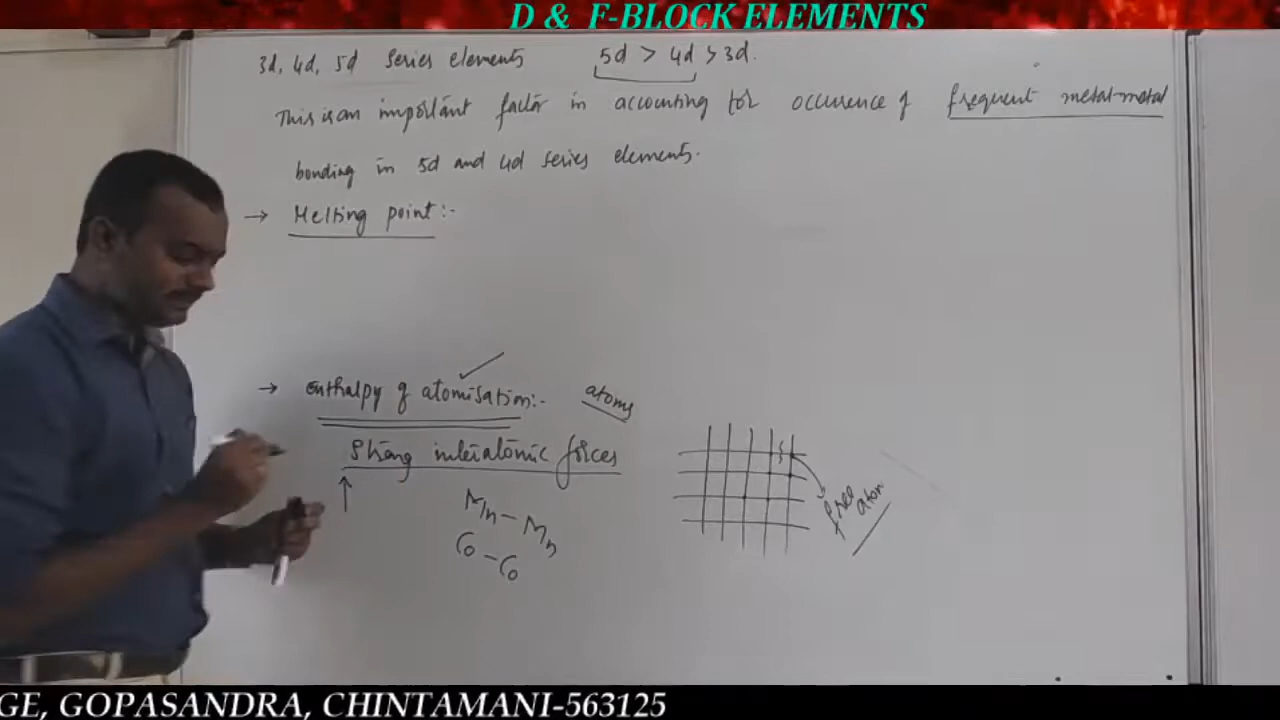 D & F-BLOCK ELEMENTS
3d, 4d, 5d series elements 5d > 4d > 3d.
This is an important factor in accounting for occurence of frequent metal-metal
bonding in 5d and 4d series elements.
→ Melting point:-
→ Enthalpy of atomisation:- atoms
Strong interatomic forces
↑
Mn - Mn
Co - Co
free atom
GE, GOPASANDRA, CHINTAMANI-563125